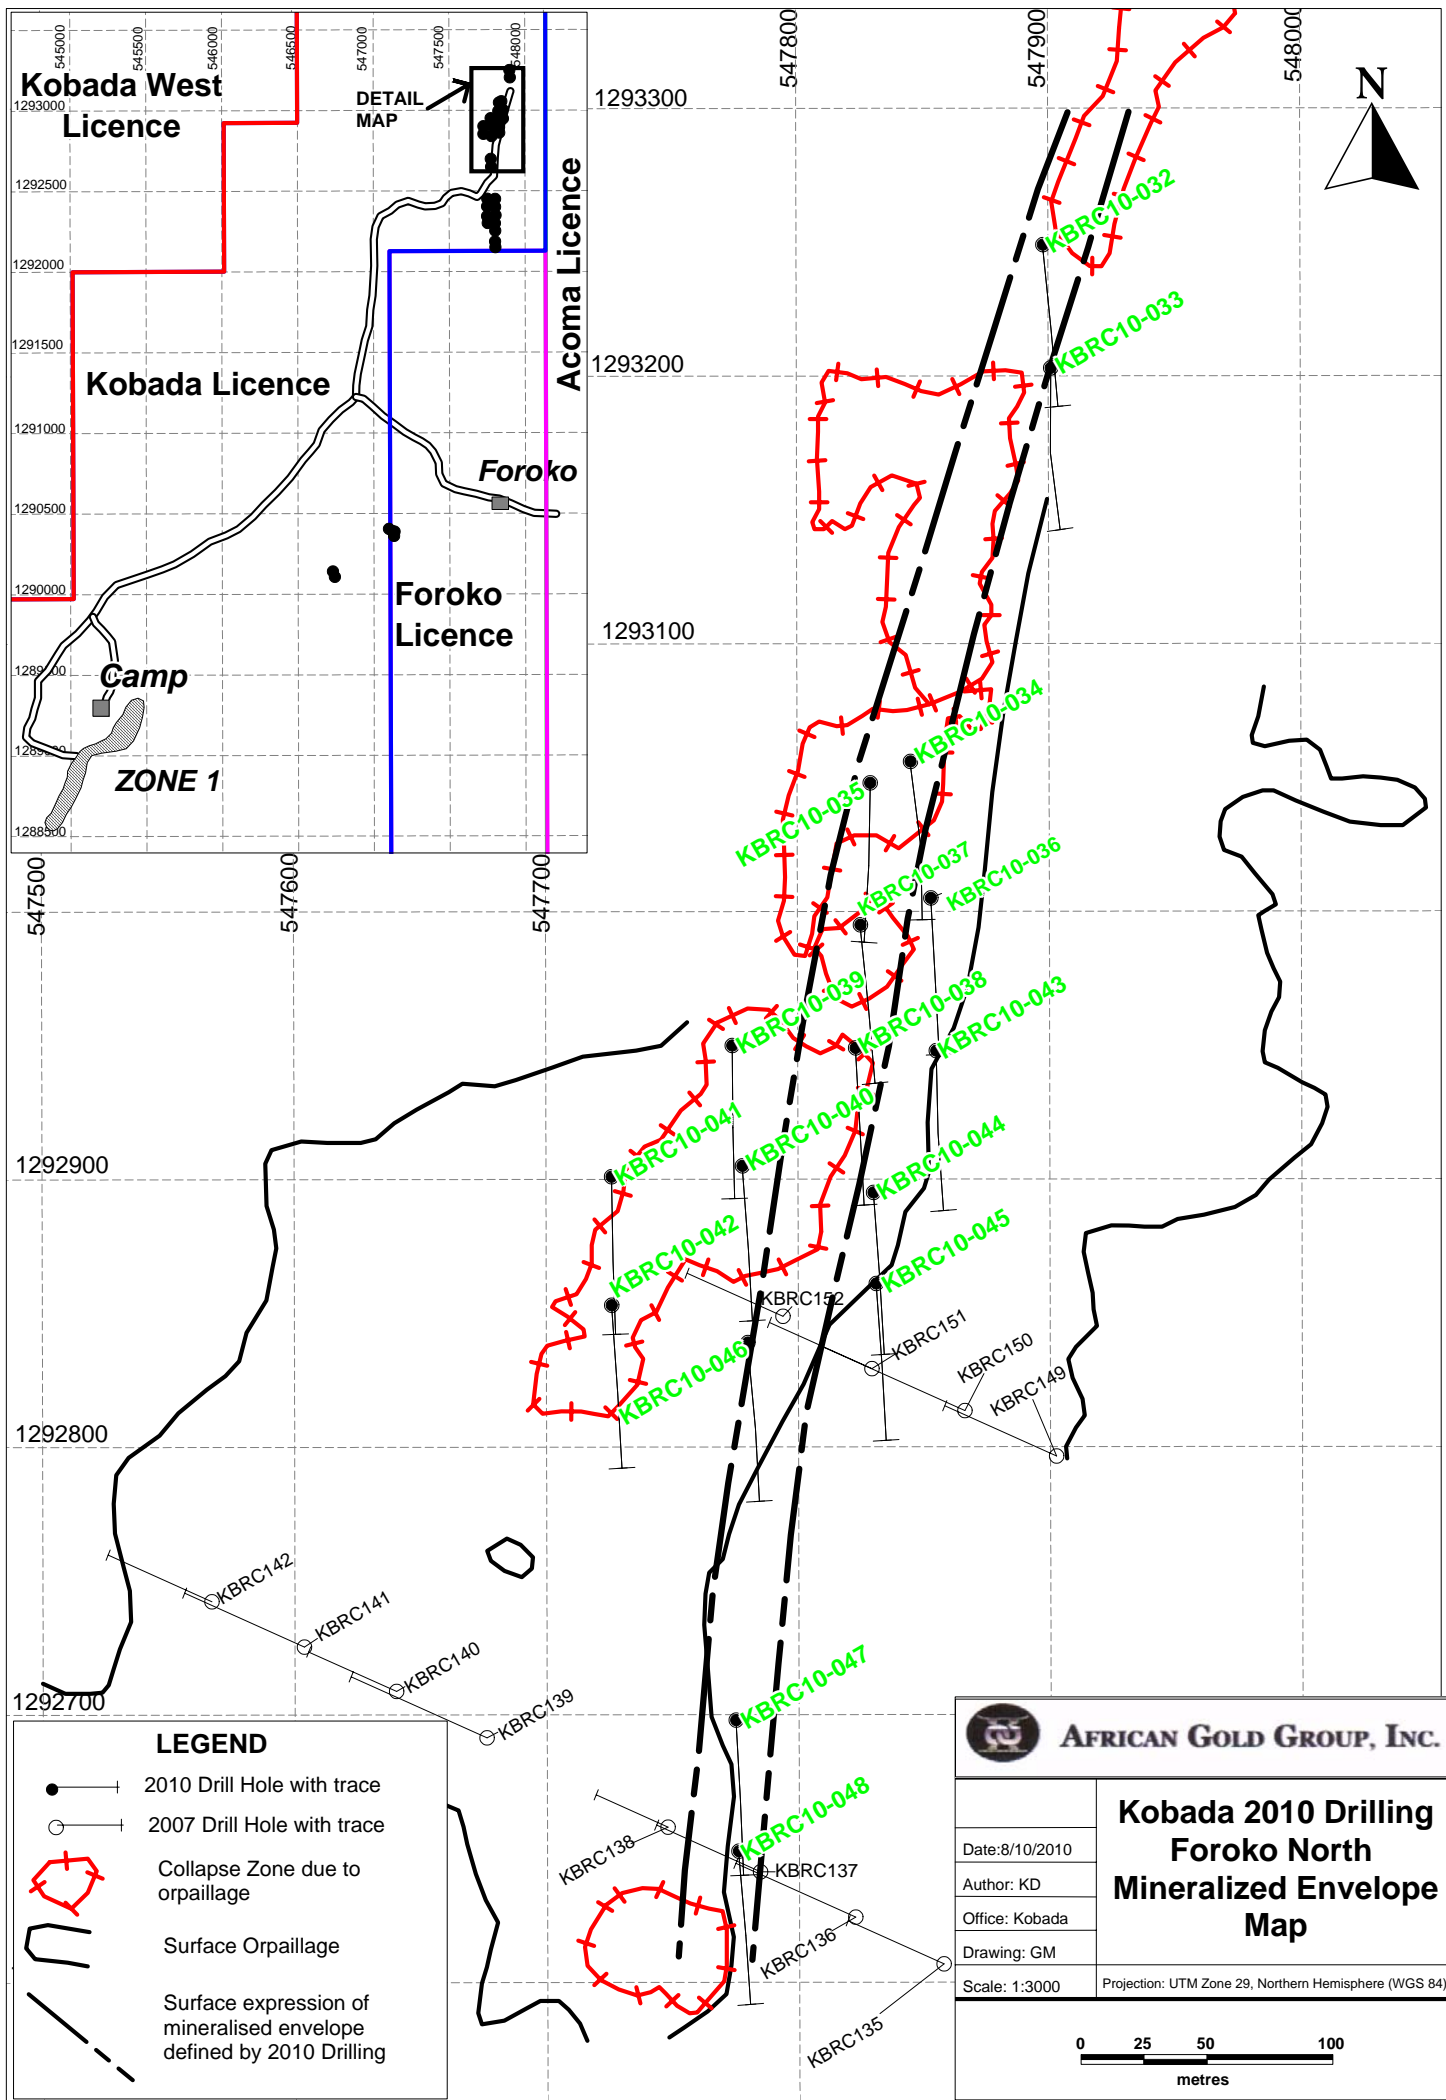 545000
545500
546000
546500
547000
547500
548000
1293000
1292500
1292000
1291500
1291000
1290500
1290000
1288500
Kobada West
Licence
DETAIL
MAP
Acoma Licence
Kobada Licence
Foroko
Foroko
Licence
Camp
ZONE 1
547800
547900
548000
1293300
N
1293200
1293100
547500
547600
547700
1292900
1292800
1292700
KBRC10-032
KBRC10-033
KBRC10-034
KBRC10-035
KBRC10-036
KBRC10-037
KBRC10-038
KBRC10-039
KBRC10-043
KBRC10-040
KBRC10-041
KBRC10-044
KBRC10-042
KBRC10-045
KBRC152
KBRC151
KBRC10-046
KBRC150
KBRC149
KBRC142
KBRC141
KBRC140
KBRC139
KBRC10-047
KBRC10-048
KBRC138
KBRC137
KBRC136
KBRC135
LEGEND
2010 Drill Hole with trace
2007 Drill Hole with trace
Collapse Zone due to
orpaillage
Surface Orpaillage
Surface expression of
mineralised envelope
defined by 2010 Drilling
AFRICAN GOLD GROUP, INC.
Kobada 2010 Drilling
Foroko North
Mineralized Envelope
Map
Date:8/10/2010
Author: KD
Office: Kobada
Drawing: GM
Scale: 1:3000
Projection: UTM Zone 29, Northern Hemisphere (WGS 84)
0 25 50 100
metres